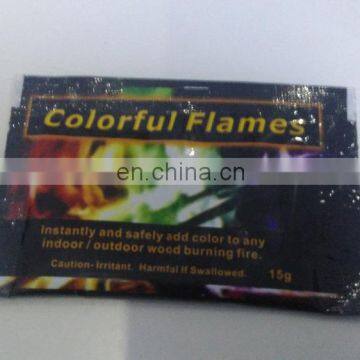 Colorful Flames
en.china.cn
Instantly and safely add color to any
indoor / outdoor wood burning fire.
Caution- Irritant. Harmful If Swallowed. 15g